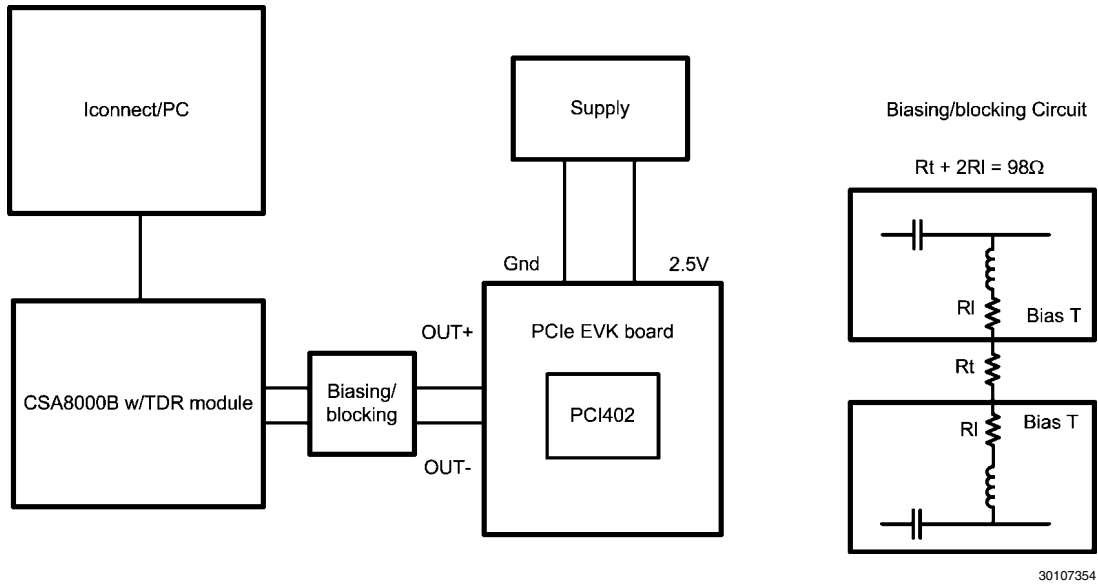 Iconnect/PC
Supply
Biasing/blocking Circuit
Rt + 2Rl = 98Ω
Gnd
2.5V
Rl
Bias T
OUT+
PCIe EVK board
Rt
CSA8000B w/TDR module
Biasing/
blocking
PCI402
Rl
Bias T
OUT-
30107354